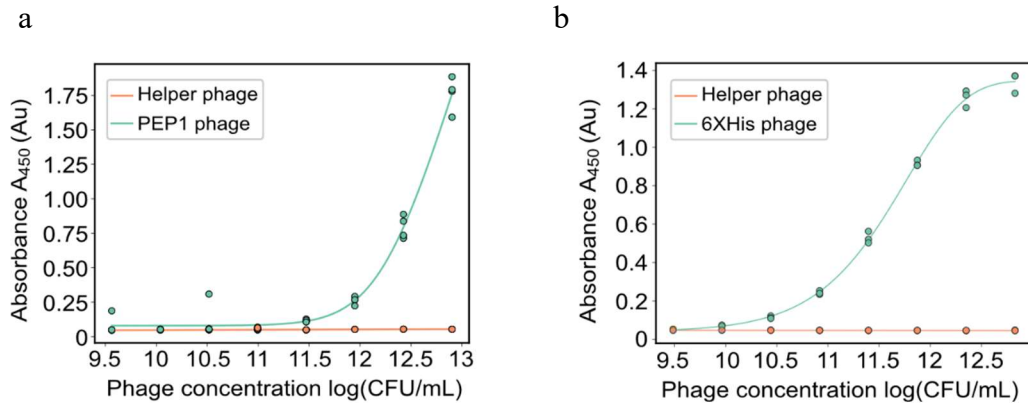 a
Absorbance A450 (Au)
1.75
1.50
1.25
1.00
0.75
0.50
0.25
0
Helper phage
PEP1 phage
9.5 10 10.5 11 11.5 12 12.5 13
Phage concentration log(CFU/mL)
b
Absorbance A450 (Au)
1.4
1.2
1.0
0.8
0.6
0.4
0.2
0
Helper phage
6XHis phage
9.5 10 10.5 11 11.5 12 12.5
Phage concentration log(CFU/mL)